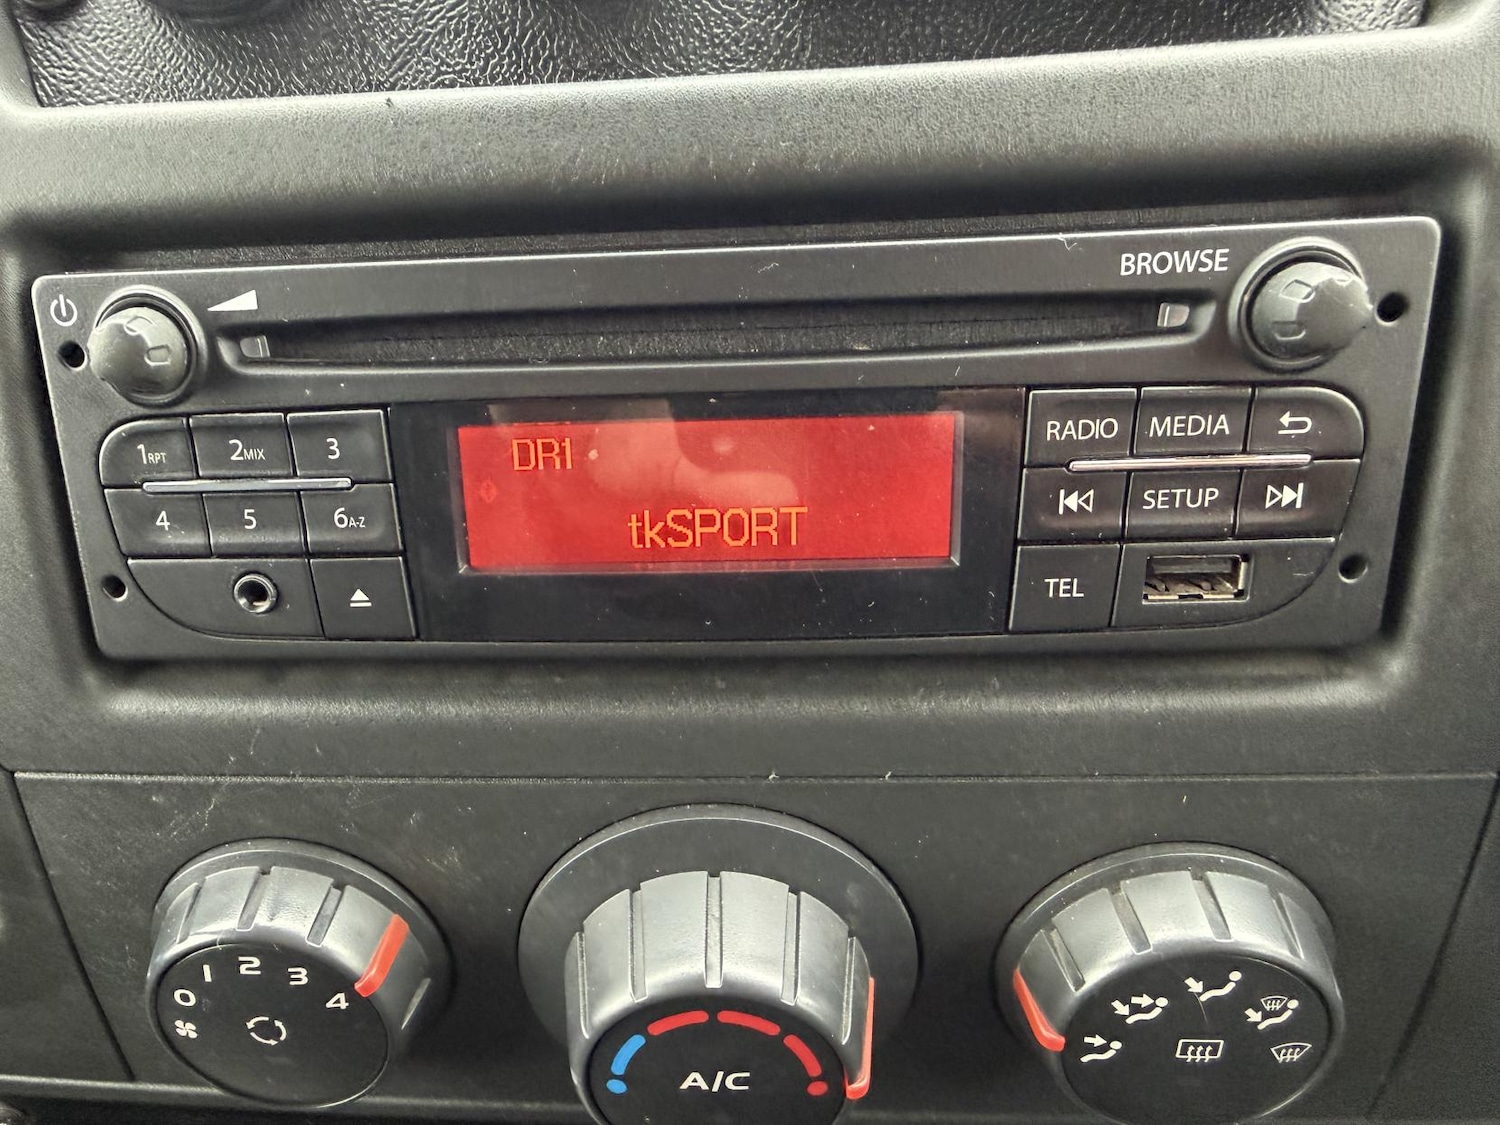 BROWSE
1RPT 2MIX 3
4 5 6A-Z
DR1
tkSPORT
RADIO MEDIA
SETUP
TEL
0 1 2 3 4
A/C